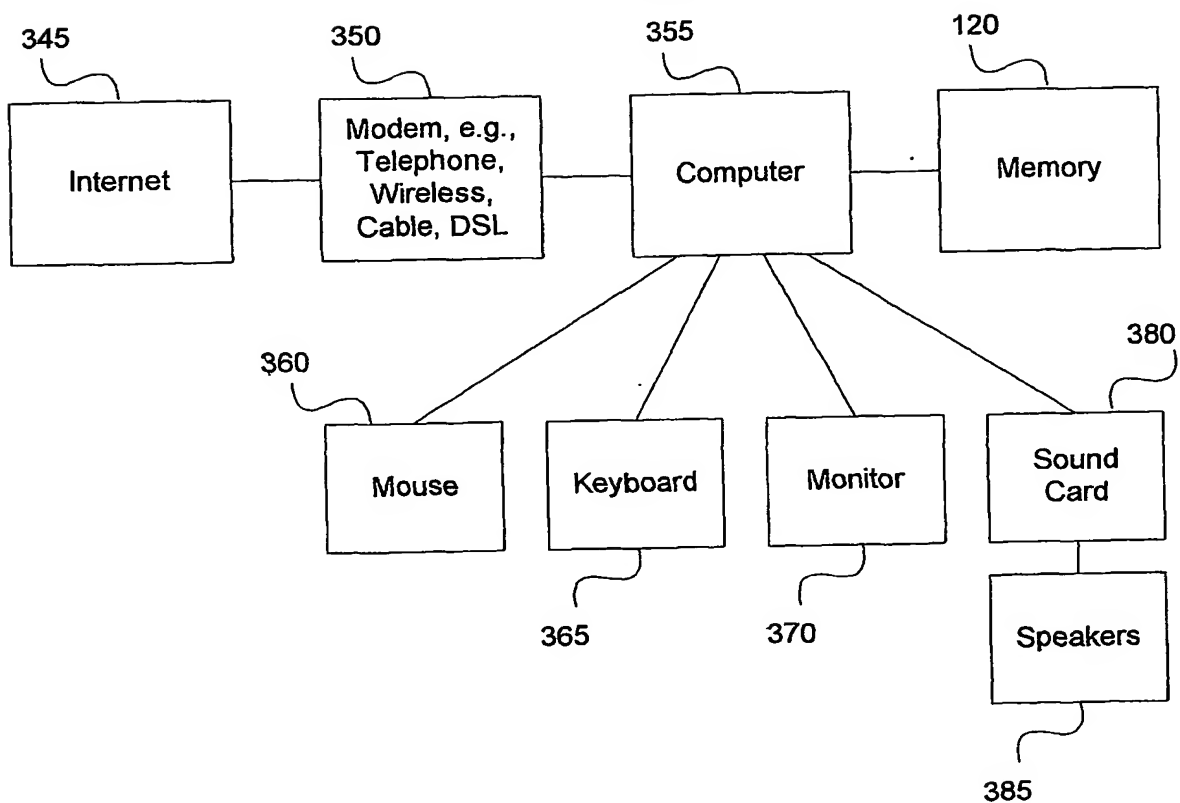 345
350
355
120
Internet
Modem, e.g.,
Telephone,
Wireless,
Cable, DSL
Computer
Memory
360
380
Mouse
Keyboard
Monitor
Sound
Card
365
370
Speakers
385